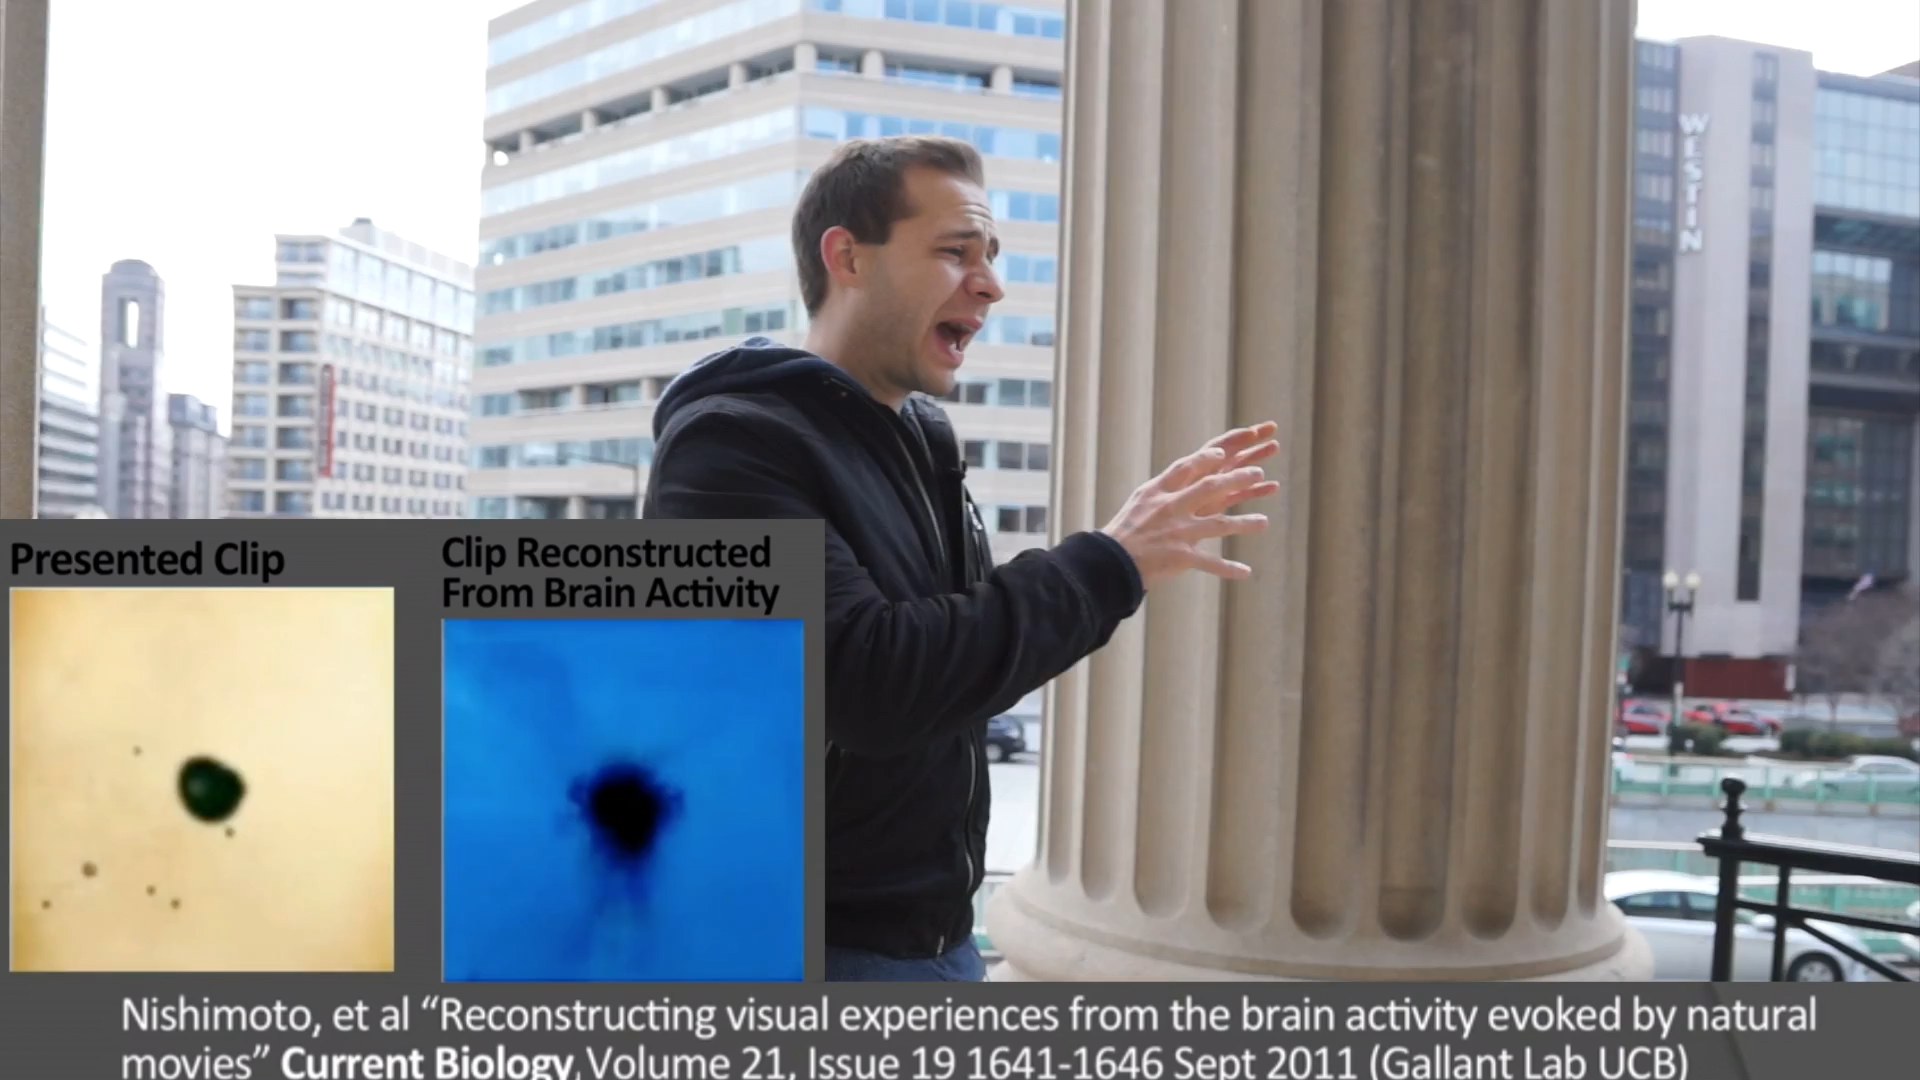 WESTIN
Presented Clip
Clip Reconstructed
From Brain Activity
Nishimoto, et al “Reconstructing visual experiences from the brain activity evoked by natural
movies” Current Biology, Volume 21, Issue 19 1641-1646 Sept 2011 (Gallant Lab UCB)